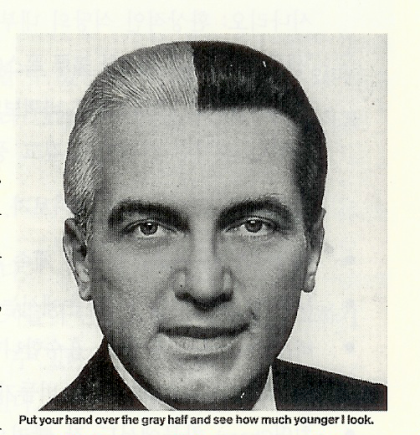 Put your hand over the gray half and see how much younger I look.